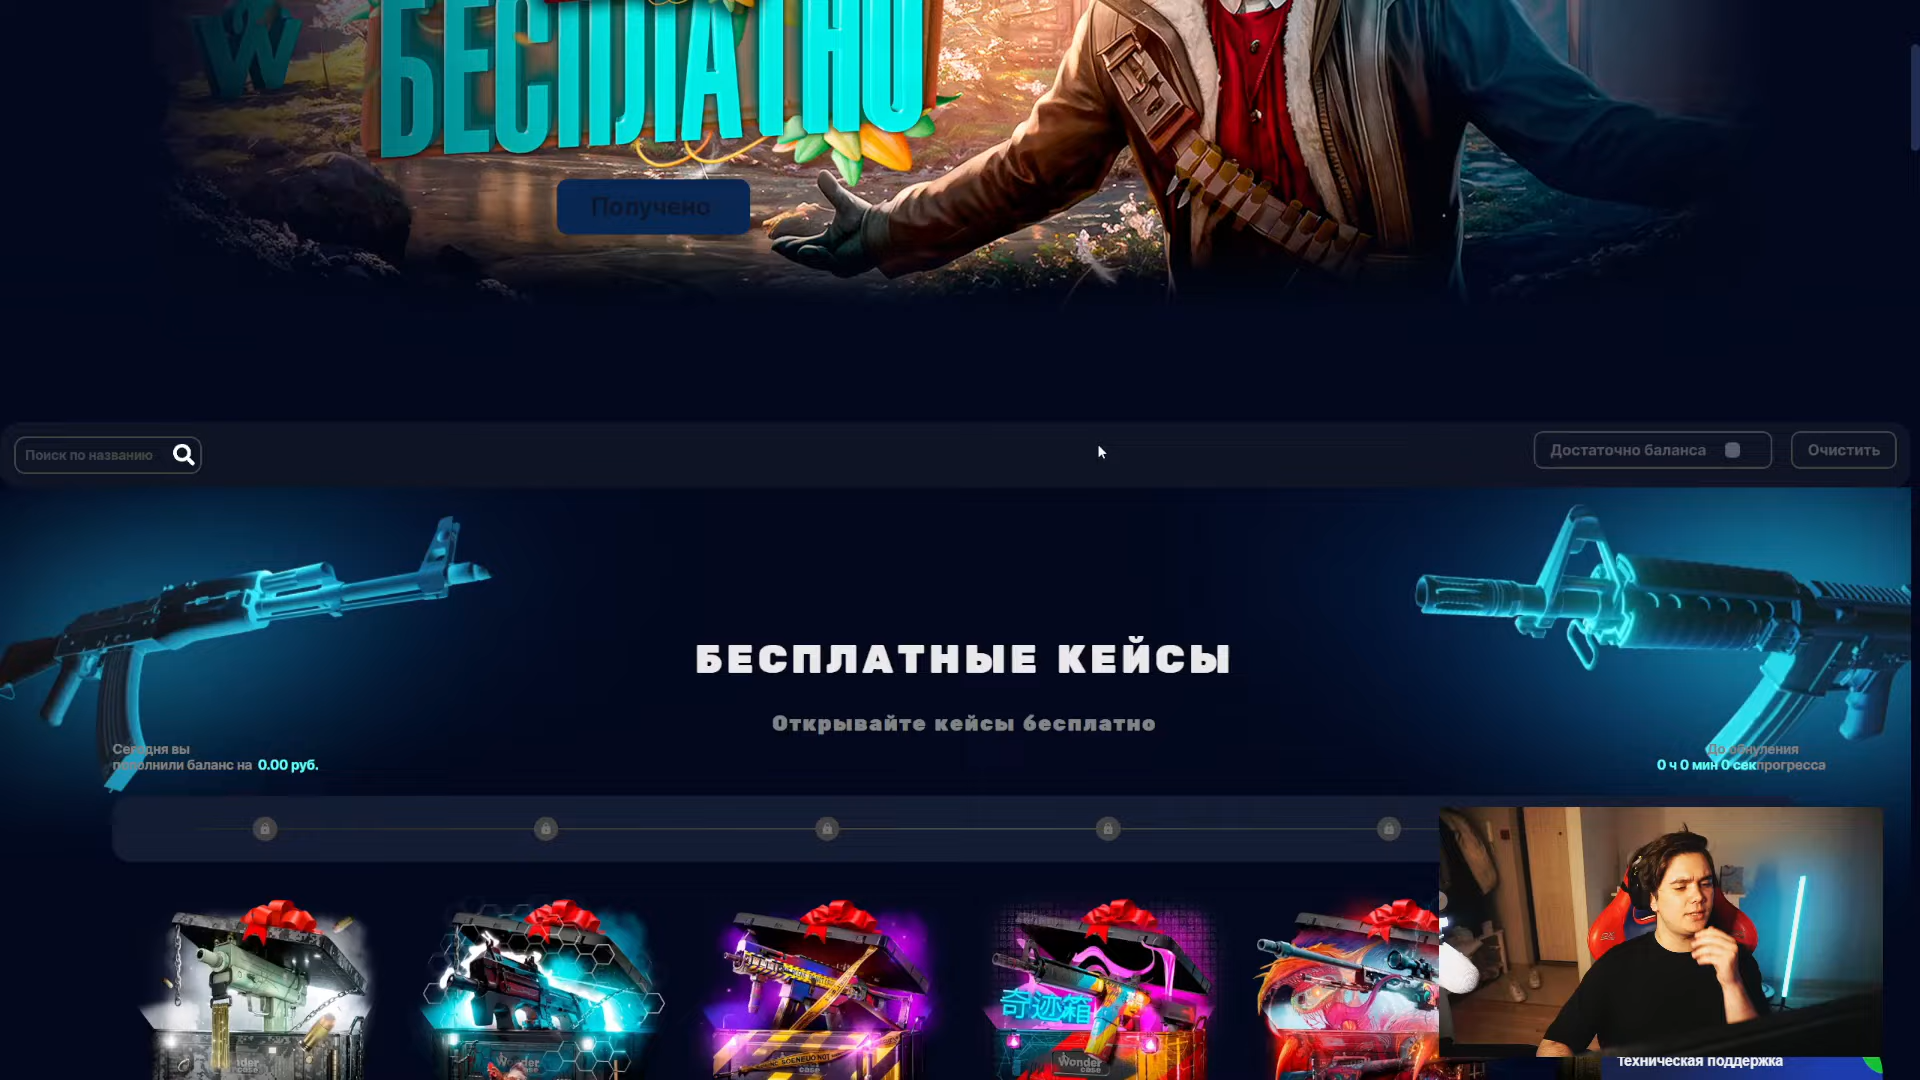 W
БЕСПЛАТНО
Получено
Поиск по названию
Достаточно баланса
Очистить
БЕСПЛАТНЫЕ КЕЙСЫ
Открывайте кейсы бесплатно
Сегодня вы
пополнили баланс на 0.00 руб.
До обнуления
0 ч 0 мин 0 сек прогресса
奇迹箱
Wonder
case
Техническая поддержка